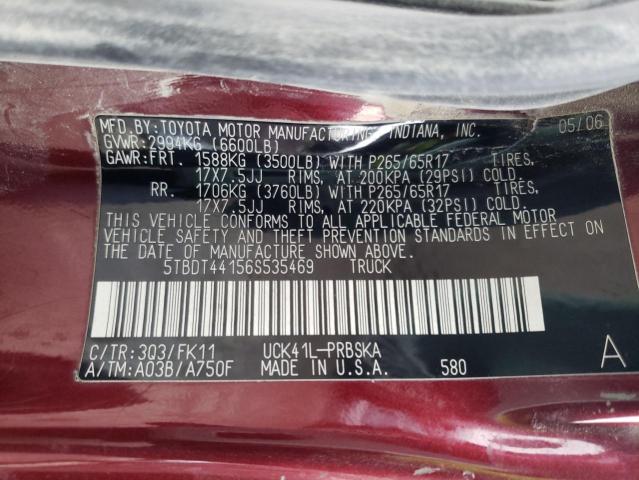 MFD.BY:TOYOTA MOTOR MANUFACTURING, INDIANA, INC. 05/06
GVWR:2994KG (6600LB)
GAWR:FRT. 1588KG (3500LB) WITH P265/65R17 TIRES,
17X7.5JJ RIMS, AT 200KPA (29PSI) COLD.
RR. 1706KG (3760LB) WITH P265/65R17 TIRES,
17X7.5JJ RIMS, AT 220KPA (32PSI) COLD.
THIS VEHICLE CONFORMS TO ALL APPLICABLE FEDERAL MOTOR
VEHICLE SAFETY AND THEFT PREVENTION STANDARDS IN EFFECT ON
THE DATE OF MANUFACTURE SHOWN ABOVE.
5TBDT44156S535469 TRUCK
C/TR:3Q3/FK11 UCK41L-PRBSKA
A/TM:A03B/A750F MADE IN U.S.A. 580 A